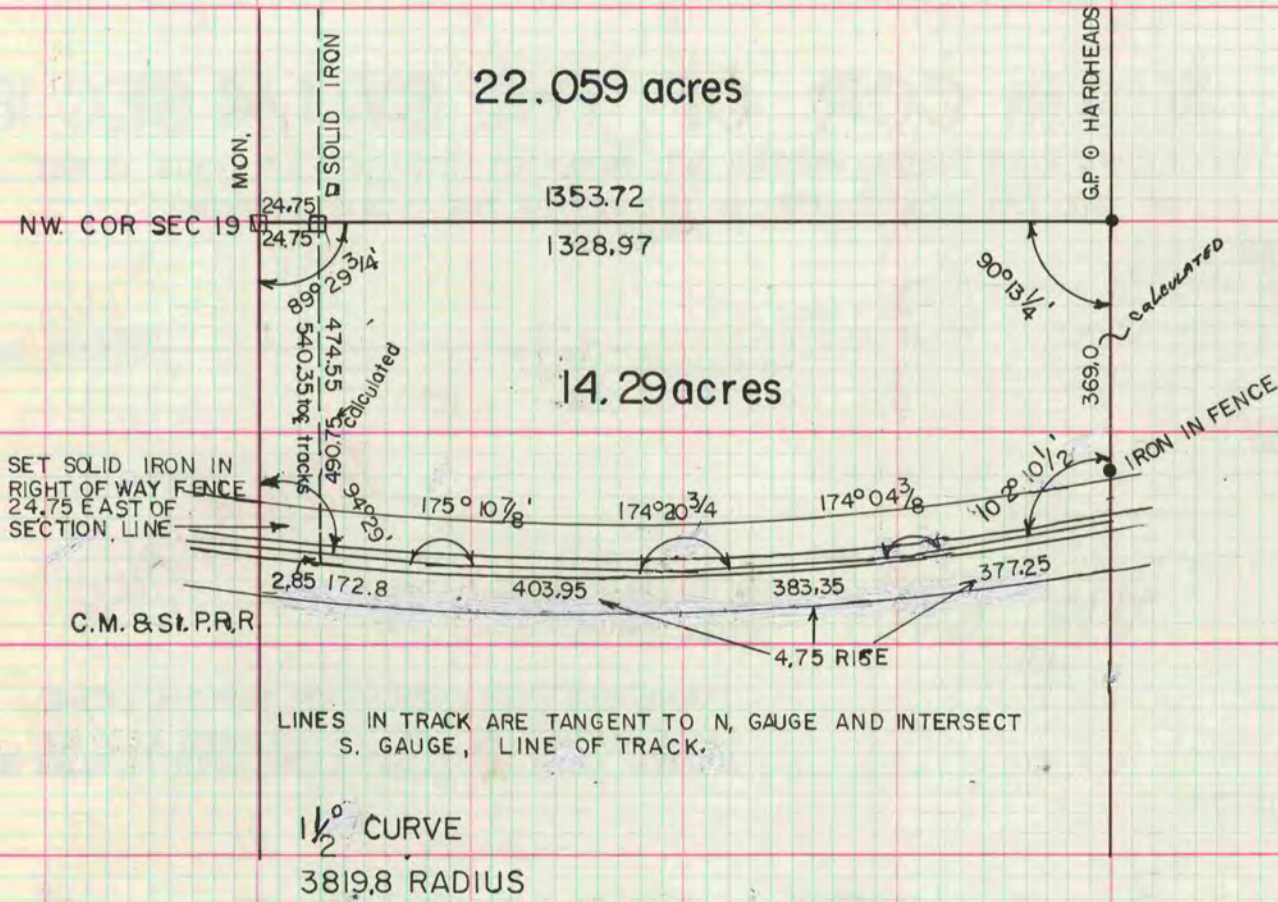 22.059 acres
MON.
□ SOLID IRON
G.P. ⊙ HARDHEADS
NW. COR SEC 19
24.75
24.75
1353.72
1328.97
89° 29 3/4'
90° 13 1/4'
474.55
490.75 calculated
540.35 to ℄ tracks
14.29 acres
369.0
calculated
IRON IN FENCE
SET SOLID IRON IN
RIGHT OF WAY FENCE
24.75 EAST OF
SECTION LINE
94° 29'
175° 10 7/8'
174° 20 3/4
174° 04 3/8
102° 10 1/2'
2.85
172.8
403.95
383.35
377.25
C.M. & St. P.R.R
4.75 RISE
LINES IN TRACK ARE TANGENT TO N, GAUGE AND INTERSECT
S. GAUGE, LINE OF TRACK.
1 1/2° CURVE
3819.8 RADIUS